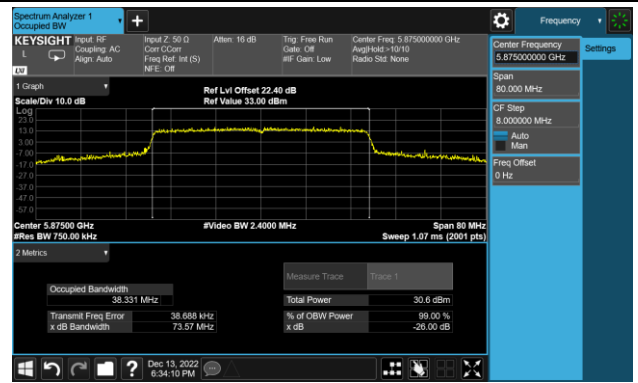 Spectrum Analyzer 1
Occupied BW
+
Frequency
KEYSIGHT
L
LXI
Input: RF
Coupling: AC
Align: Auto
Input Z: 50 Ω
Corr CCorr
Freq Ref: Int (S)
NFE: Off
Atten: 16 dB
Trig: Free Run
Gate: Off
#IF Gain: Low
Center Freq: 5.875000000 GHz
Avg|Hold:>10/10
Radio Std: None
1 Graph
Scale/Div 10.0 dB
Ref Lvl Offset 22.40 dB
Ref Value 33.00 dBm
Log
23.0
13.0
3.00
-7.00
-17.0
-27.0
-37.0
-47.0
-57.0
Center 5.87500 GHz
#Res BW 750.00 kHz
#Video BW 2.4000 MHz
Span 80 MHz
Sweep 1.07 ms (2001 pts)
2 Metrics
Measure Trace
Trace 1
Occupied Bandwidth
38.331 MHz
Total Power
30.6 dBm
Transmit Freq Error
38.688 kHz
% of OBW Power
99.00 %
x dB Bandwidth
73.57 MHz
x dB
-26.00 dB
Center Frequency
5.875000000 GHz
Settings
Span
80.000 MHz
CF Step
8.000000 MHz
Auto
Man
Freq Offset
0 Hz
?
Dec 13, 2022
6:34:10 PM